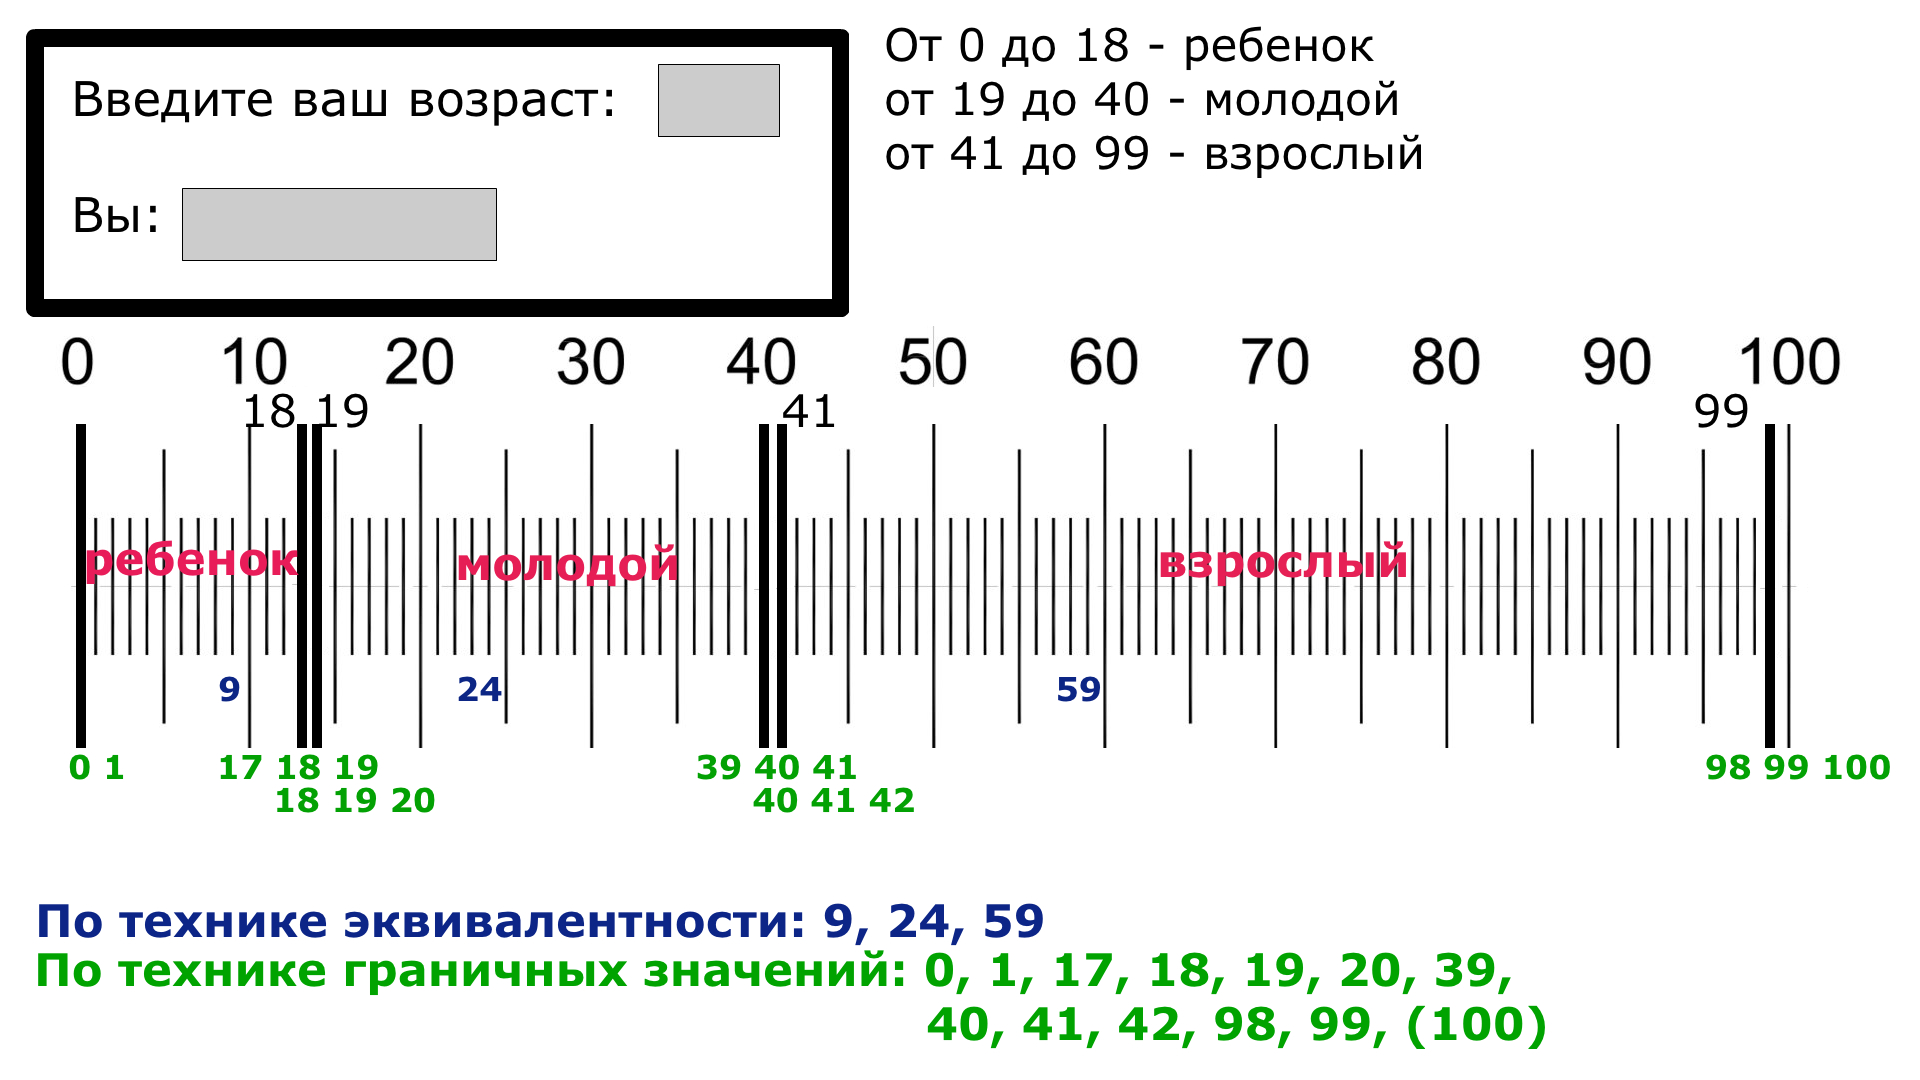 Введите ваш возраст:
Вы:
От 0 до 18 - ребенок
от 19 до 40 - молодой
от 41 до 99 - взрослый
0 10 20 30 40 50 60 70 80 90 100
18 19 41 99
ребенок молодой взрослый
9 24 59
0 1 17 18 19 39 40 41 98 99 100
18 19 20 40 41 42
По технике эквивалентности: 9, 24, 59
По технике граничных значений: 0, 1, 17, 18, 19, 20, 39,
40, 41, 42, 98, 99, (100)